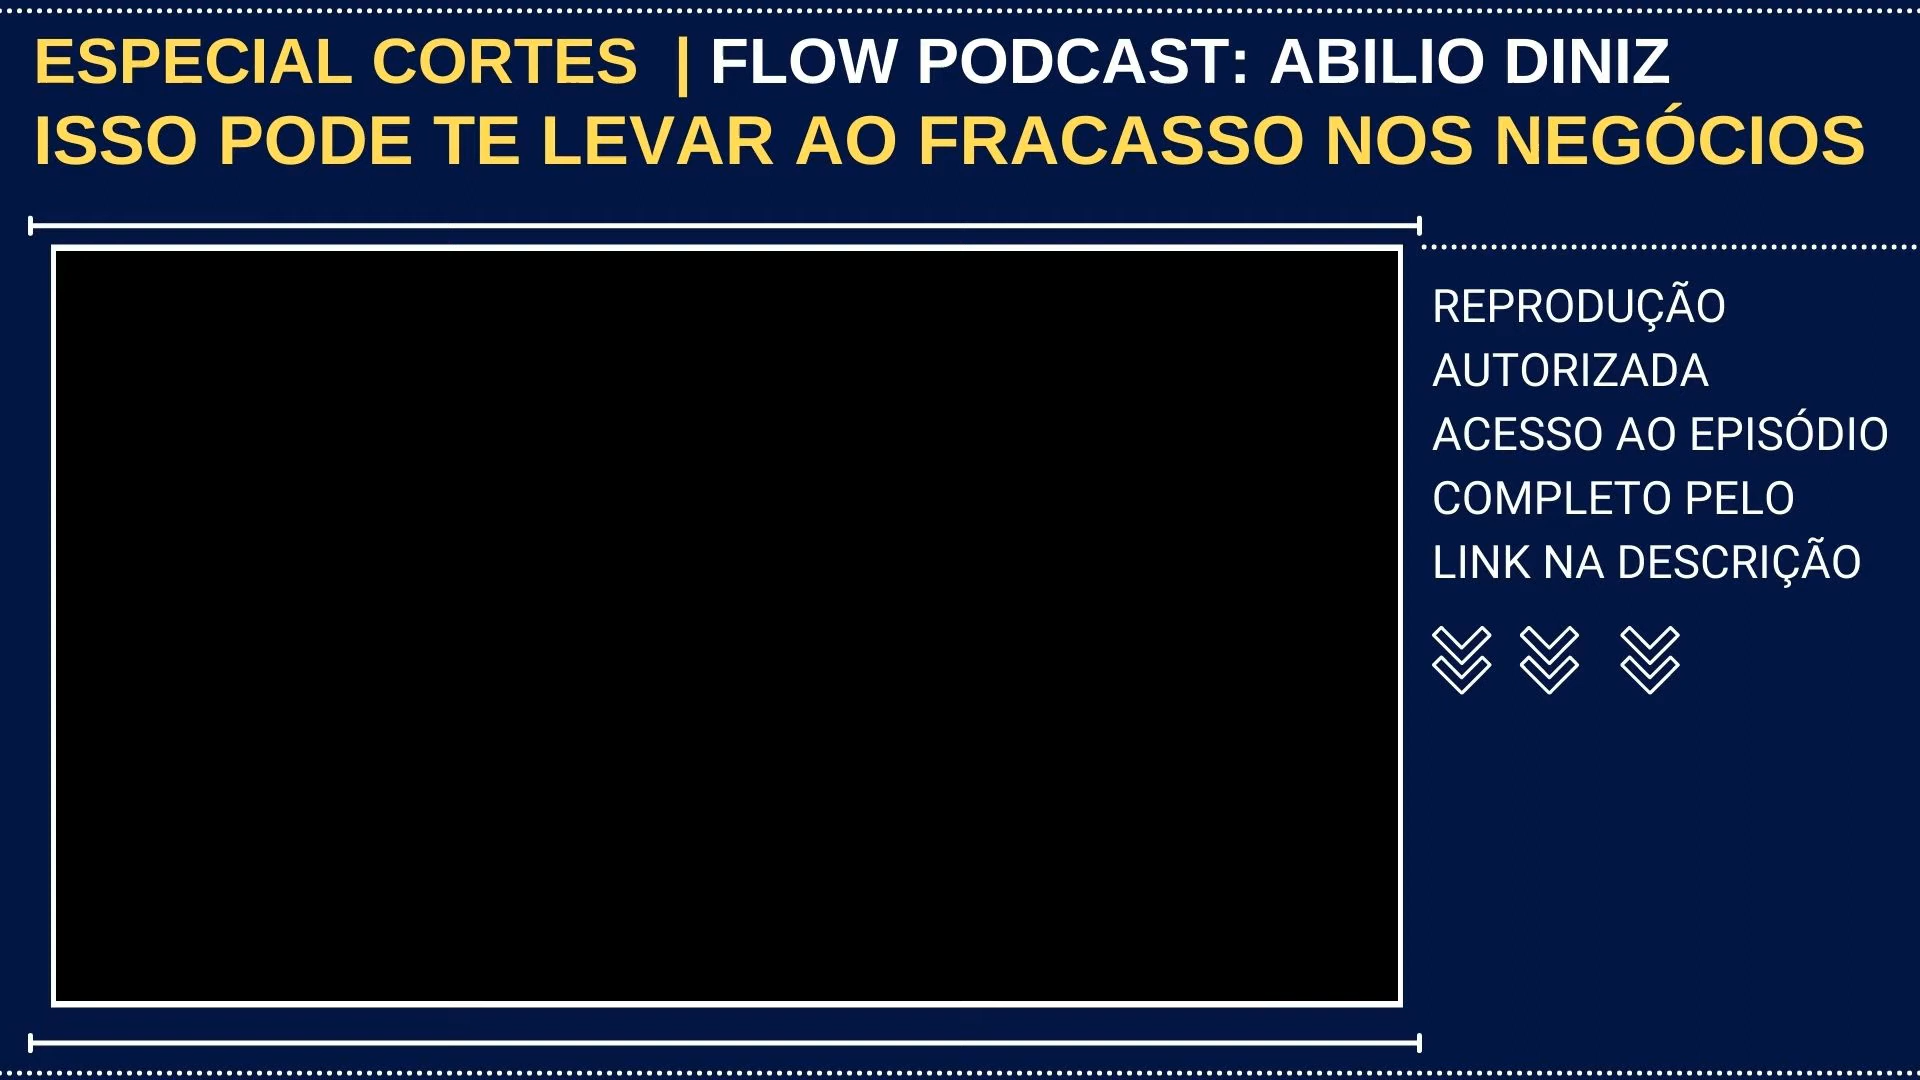 ESPECIAL CORTES | FLOW PODCAST: ABILIO DINIZ
ISSO PODE TE LEVAR AO FRACASSO NOS NEGÓCIOS
REPRODUÇÃO
AUTORIZADA
ACESSO AO EPISÓDIO
COMPLETO PELO
LINK NA DESCRIÇÃO